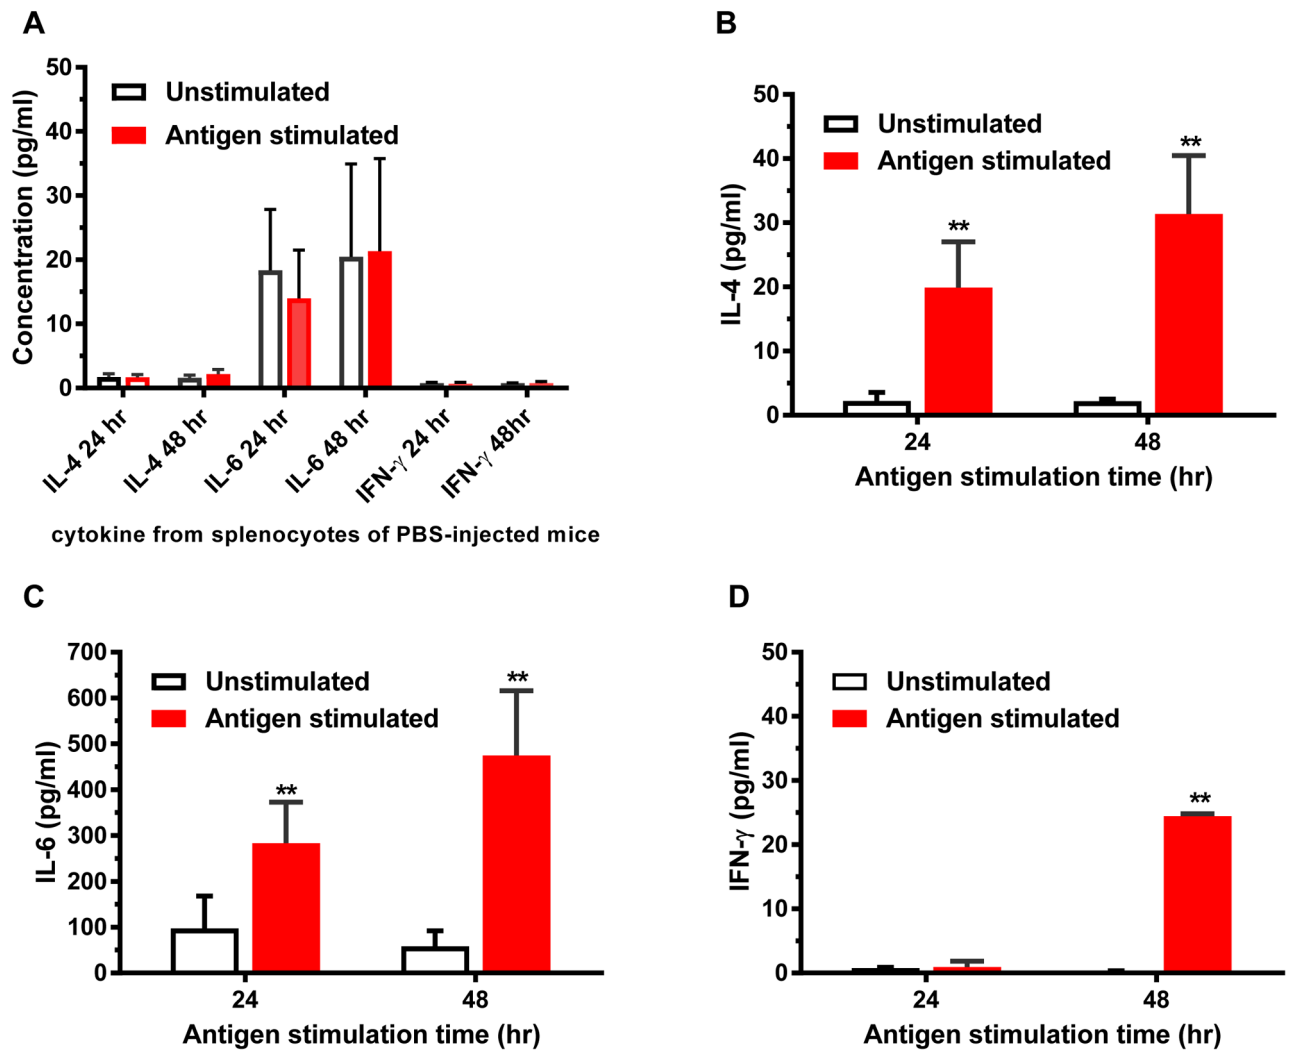 A
50
40
30
20
10
0
Concentration (pg/ml)
Unstimulated
Antigen stimulated
IL-4 24 hr
IL-4 48 hr
IL-6 24 hr
IL-6 48 hr
IFN-γ 24 hr
IFN-γ 48hr
cytokine from splenocyotes of PBS-injected mice
B
50
40
30
20
10
0
IL-4 (pg/ml)
Unstimulated
Antigen stimulated
**
**
24
48
Antigen stimulation time (hr)
C
700
600
500
400
300
200
100
0
IL-6 (pg/ml)
Unstimulated
Antigen stimulated
**
**
24
48
Antigen stimulation time (hr)
D
50
40
30
20
10
0
IFN-γ (pg/ml)
Unstimulated
Antigen stimulated
**
24
48
Antigen stimulation time (hr)